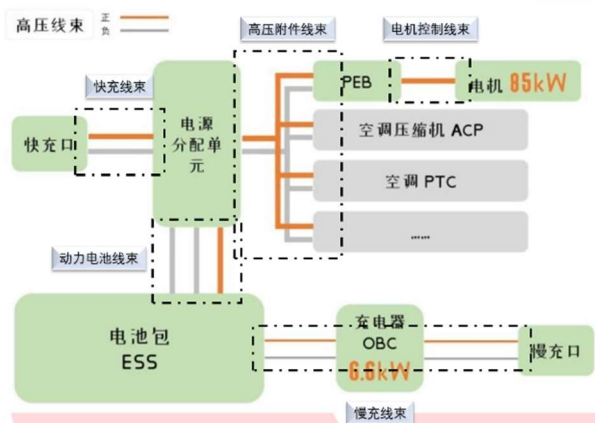 高压线束
正
负
高压附件线束
电机控制线束
快充线束
PEB
电机 85kW
电源
分配单
元
快充口
空调压缩机 ACP
空调 PTC
......
动力电池线束
电池包
ESS
充电器
OBC
6.6kW
慢充口
慢充线束